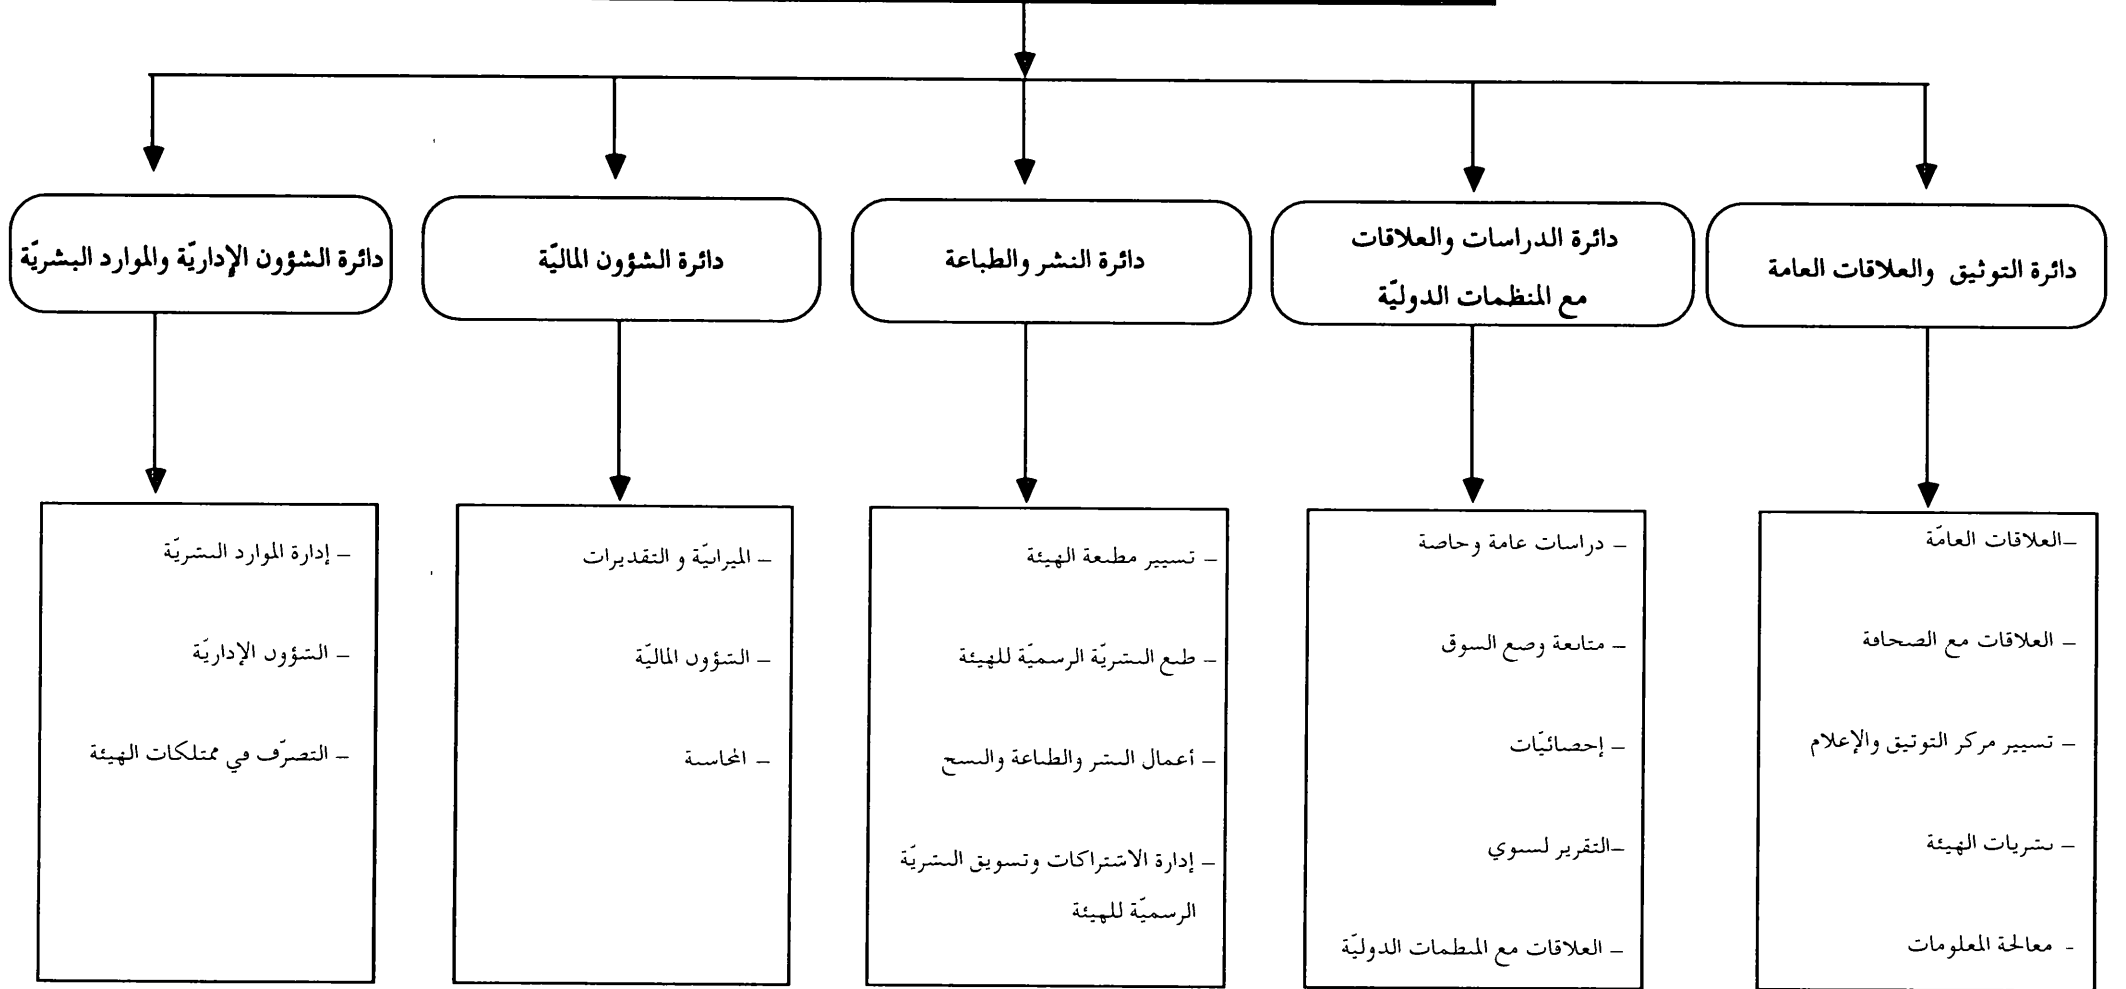 دائرة التوثيق والعلاقات العامة
دائرة الدراسات والعلاقات
مع المنظمات الدوليّة
دائرة النشر والطباعة
دائرة الشؤون الماليّة
دائرة الشؤون الإداريّة والموارد البشريّة
–العلاقات العامّة
– العلاقات مع الصحافة
– تسيير مركز التوثيق والإعلام
– نشريات الهيئة
- معالجة المعلومات
– دراسات عامة وخاصة
– متابعة وضع السوق
– إحصائيّات
–التقرير لسنوي
– العلاقات مع المنظمات الدوليّة
– تسيير مطبعة الهيئة
– طبع النشريّة الرسميّة للهيئة
– أعمال النشر والطباعة والنسخ
– إدارة الاشتراكات وتسويق النشريّة
الرسميّة للهيئة
– الميزانيّة و التقديرات
– الشؤون الماليّة
– المحاسبة
– إدارة الموارد البشريّة
– الشؤون الإداريّة
– التصرّف في ممتلكات الهيئة